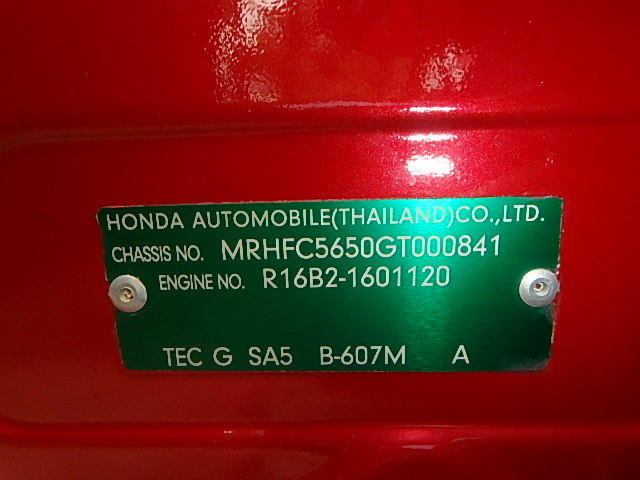 HONDA AUTOMOBILE(THAILAND)CO.,LTD.
CHASSIS NO. MRHFC5650GT000841
ENGINE NO. R16B2-1601120
TEC G SA5 B-607M A